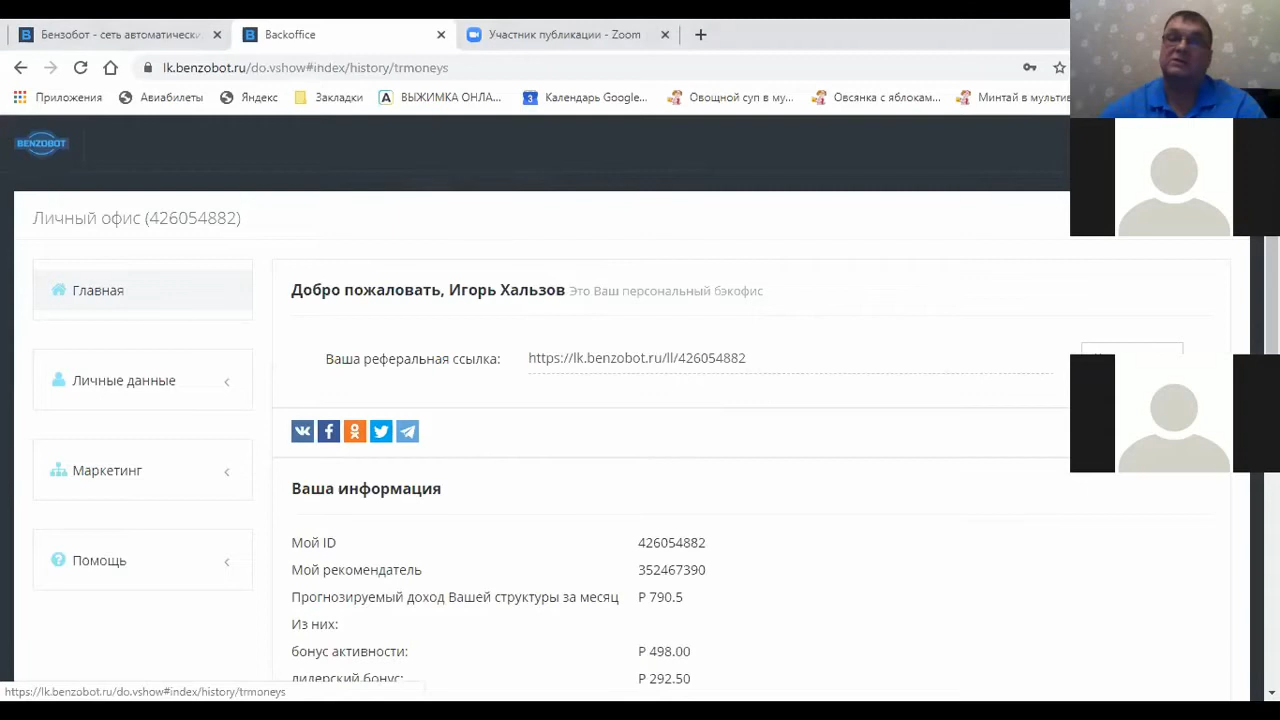 Бензобот - сеть автоматически
Backoffice
Участник публикации - Zoom
lk.benzobot.ru/do.vshow#index/history/trmoneys
Приложения
Авиабилеты
Яндекс
Закладки
ВЫЖИМКА ОНЛА...
Календарь Google...
Овощной суп в му...
Овсянка с яблокам...
Минтай в мультив
BENZOBOT
Личный офис (426054882)
Главная
Личные данные
Маркетинг
Помощь
Добро пожаловать, Игорь Хальзов Это Ваш персональный бэкофис
Ваша реферальная ссылка: https://lk.benzobot.ru/ll/426054882
Ваша информация
Мой ID 426054882
Мой рекомендатель 352467390
Прогнозируемый доход Вашей структуры за месяц Р 790.5
Из них:
бонус активности: Р 498.00
лидерский бонус: Р 292.50
https://lk.benzobot.ru/do.vshow#index/history/trmoneys